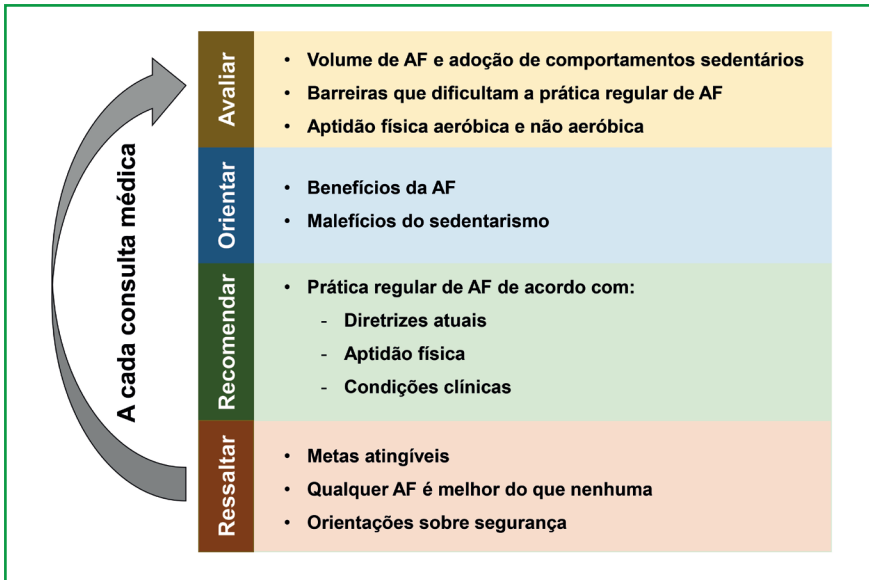 A cada consulta médica
Avaliar
• Volume de AF e adoção de comportamentos sedentários
• Barreiras que dificultam a prática regular de AF
• Aptidão física aeróbica e não aeróbica
Orientar
• Benefícios da AF
• Malefícios do sedentarismo
Recomendar
• Prática regular de AF de acordo com:
- Diretrizes atuais
- Aptidão física
- Condições clínicas
Ressaltar
• Metas atingíveis
• Qualquer AF é melhor do que nenhuma
• Orientações sobre segurança